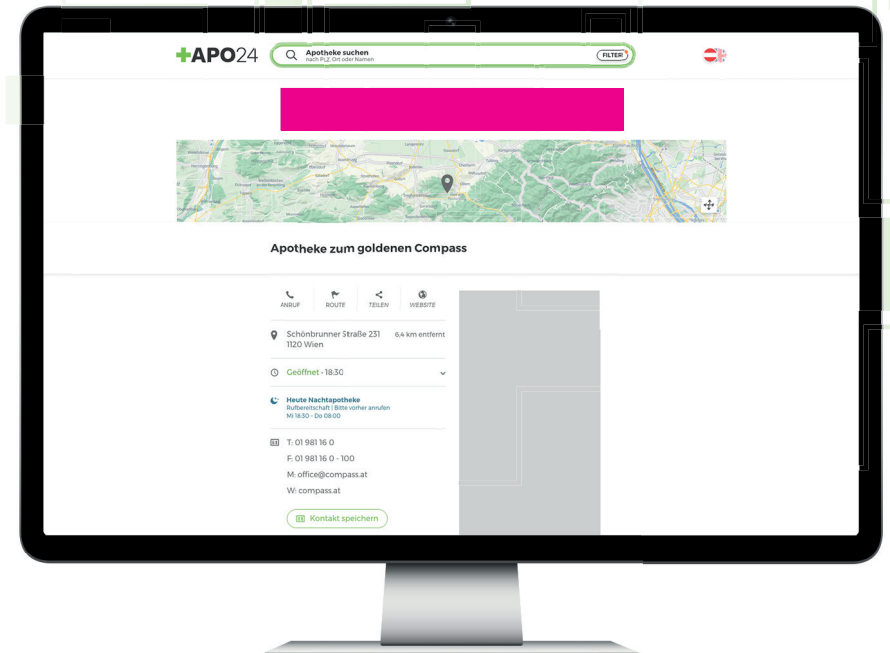 +APO24
Apotheke suchen
nach PLZ, Ort oder Namen
FILTER
Apotheke zum goldenen Compass
ANRUF
ROUTE
TEILEN
WEBSITE
Schönbrunner Straße 231
6,4 km entfernt
1120 Wien
Geöffnet • 18:30
Heute Nachtapotheke
Rufbereitschaft | Bitte vorher anrufen
Mi 18:30 - Do 08:00
T: 01 981 16 0
F: 01 981 16 0 - 100
M: office@compass.at
W: compass.at
Kontakt speichern